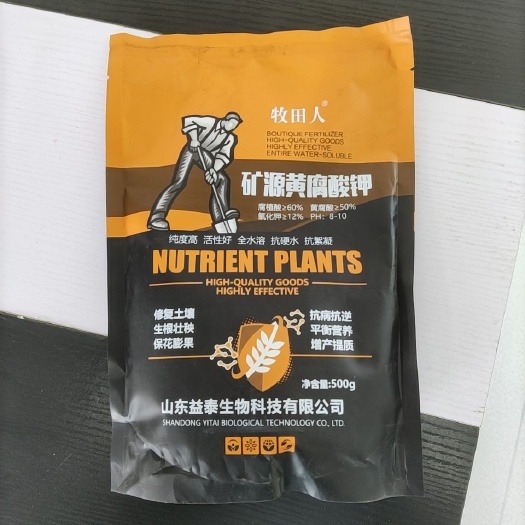 牧田人®
BOUTIQUE FERTILIZER
HIGH-QUALITY GOODS
HIGHLY EFFECTIVE
ENTIRE WATER-SOLUBLE
矿源黄腐酸钾
腐植酸≥60% 黄腐酸≥50%
氧化钾≥12% PH：8-10
纯度高 活性好 全水溶 抗硬水 抗絮凝
NUTRIENT PLANTS
HIGH-QUALITY GOODS
HIGHLY EFFECTIVE
修复土壤
生根壮秧
保花膨果
抗病抗逆
平衡营养
增产提质
净含量:500g
山东益泰生物科技有限公司
SHANDONG YITAI BIOLOGICAL TECHNOLOGY CO., LTD.